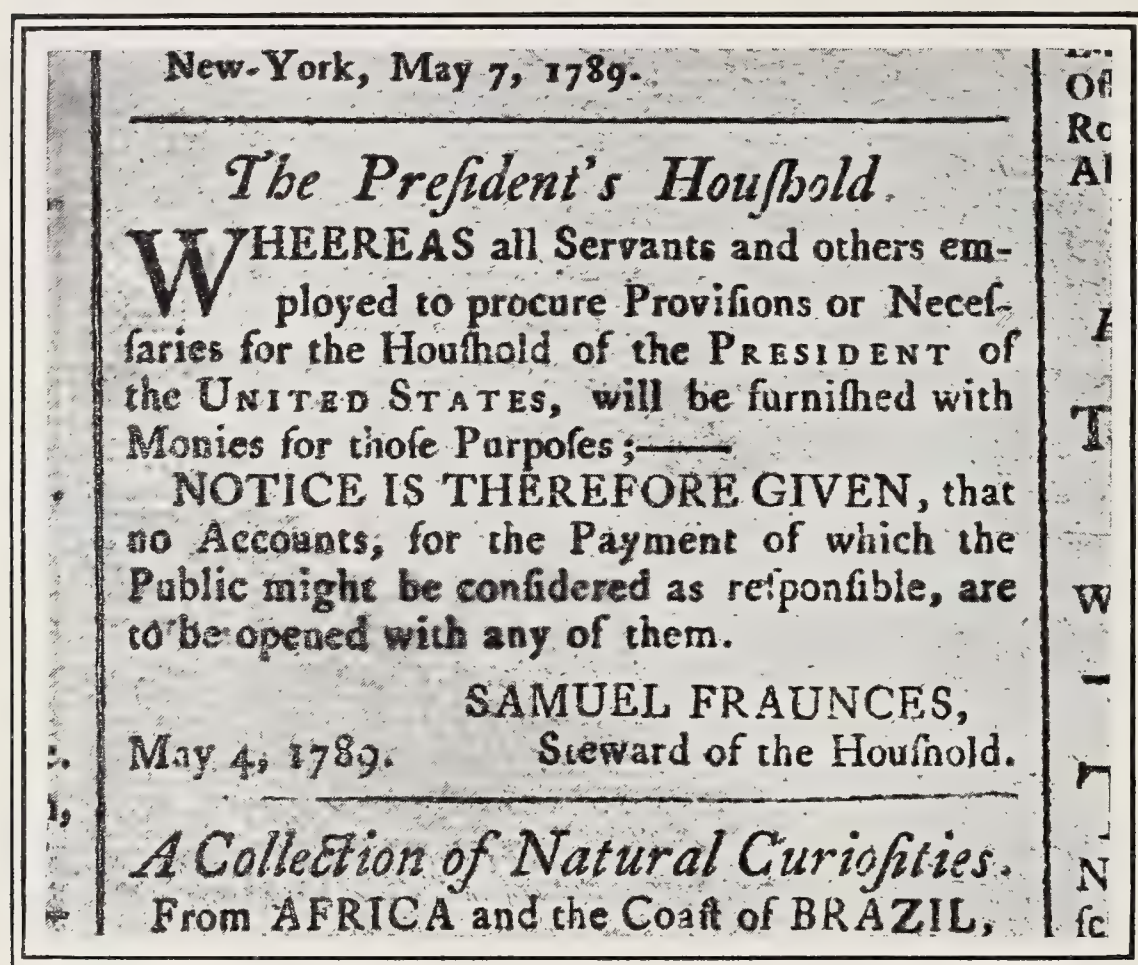 New-York, May 7, 1789.
The Preſident's Houſhold.
WHEEREAS all Servants and others em-
ployed to procure Proviſions or Neceſ-
ſaries for the Houſhold of the PRESIDENT of
the UNITED STATES, will be furniſhed with
Monies for thoſe Purpoſes;——
NOTICE IS THEREFORE GIVEN, that
no Accounts, for the Payment of which the
Public might be conſidered as reſponſible, are
to be opened with any of them.
SAMUEL FRAUNCES,
May 4, 1789. Steward of the Houſhold.
A Collection of Natural Curioſities.
From AFRICA and the Coaſt of BRAZIL,